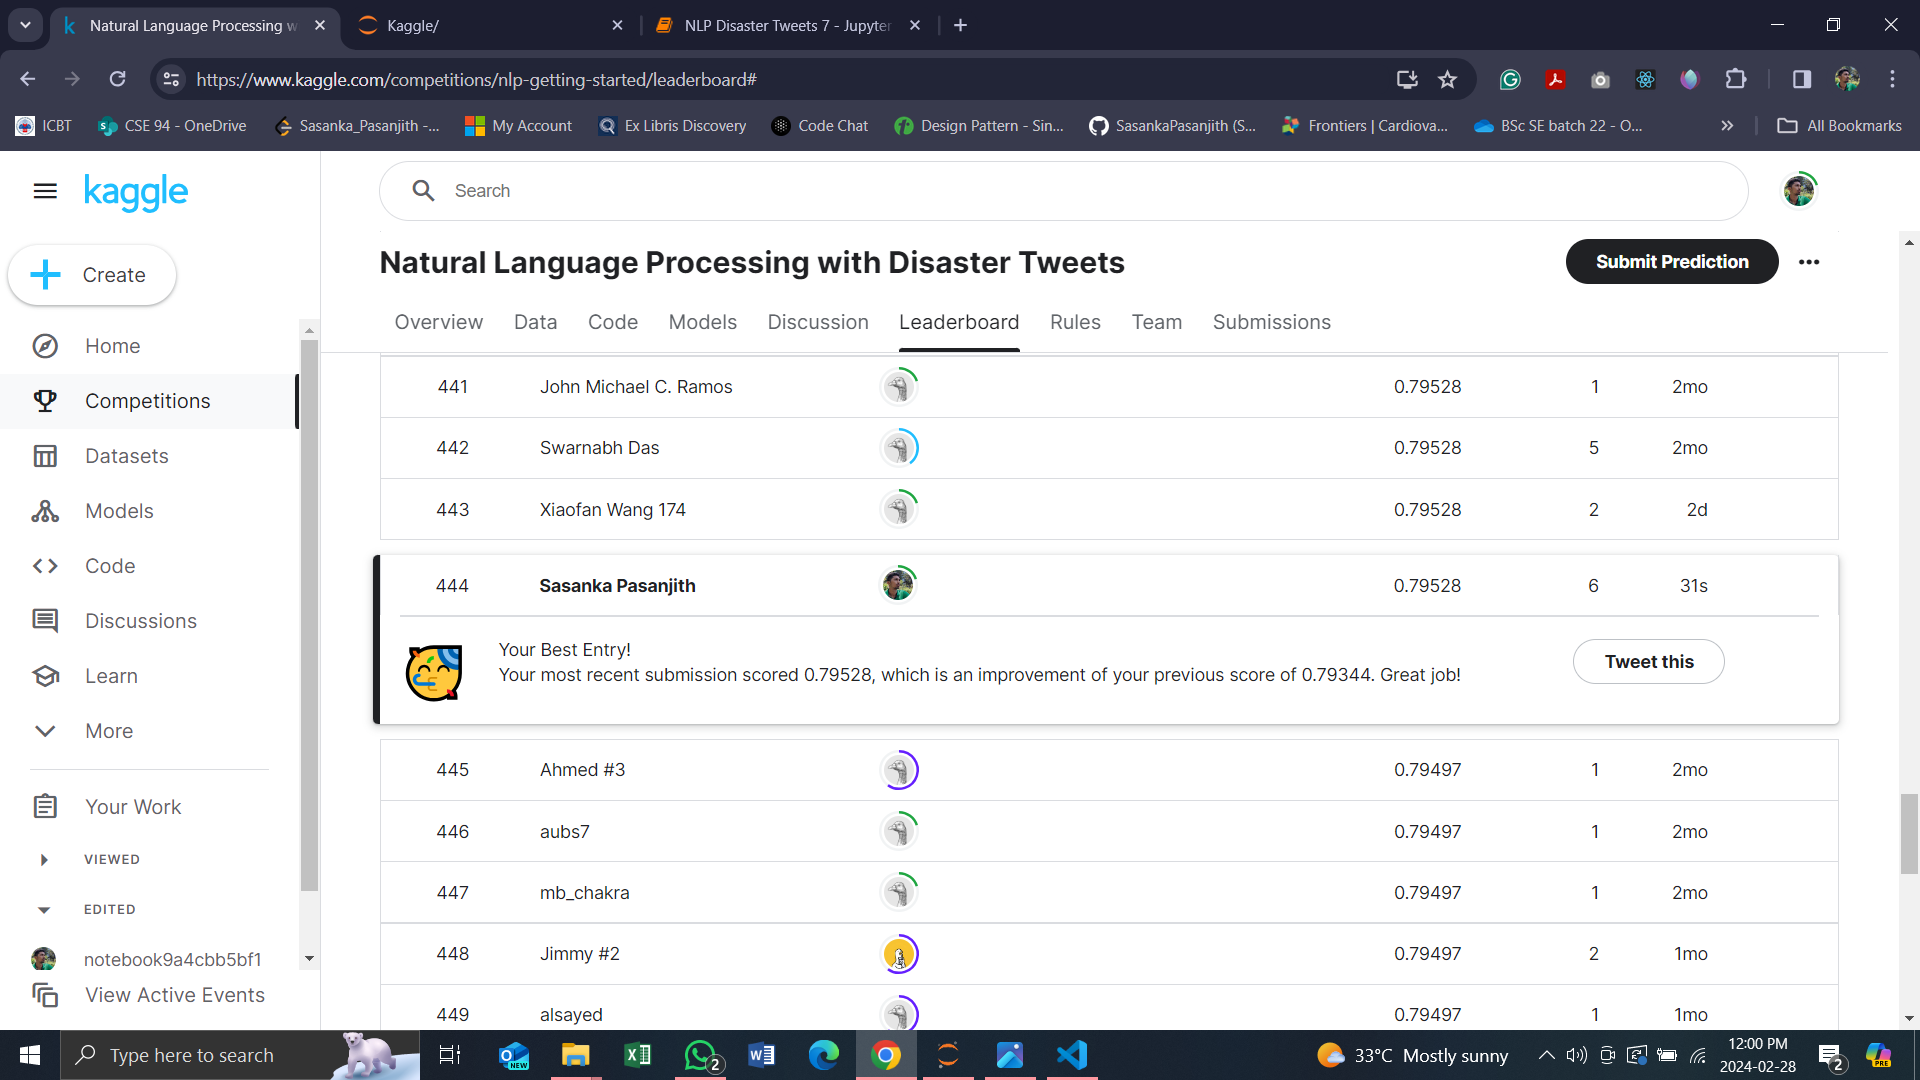 Natural Language Processing w
Kaggle/
NLP Disaster Tweets 7 - Jupyter
https://www.kaggle.com/competitions/nlp-getting-started/leaderboard#
ICBT
CSE 94 - OneDrive
Sasanka_Pasanjith -...
My Account
Ex Libris Discovery
Code Chat
Design Pattern - Sin...
SasankaPasanjith (S...
Frontiers | Cardiova...
BSc SE batch 22 - O...
All Bookmarks
kaggle
Search
Create
Home
Competitions
Datasets
Models
Code
Discussions
Learn
More
Your Work
VIEWED
EDITED
notebook9a4cbb5bf1
View Active Events
Natural Language Processing with Disaster Tweets
Submit Prediction
Overview Data Code Models Discussion Leaderboard Rules Team Submissions
441 John Michael C. Ramos 0.79528 1 2mo
442 Swarnabh Das 0.79528 5 2mo
443 Xiaofan Wang 174 0.79528 2 2d
444 Sasanka Pasanjith 0.79528 6 31s
Your Best Entry!
Your most recent submission scored 0.79528, which is an improvement of your previous score of 0.79344. Great job!
Tweet this
445 Ahmed #3 0.79497 1 2mo
446 aubs7 0.79497 1 2mo
447 mb_chakra 0.79497 1 2mo
448 Jimmy #2 0.79497 2 1mo
449 alsayed 0.79497 1 1mo
Type here to search
NEW
2
33°C Mostly sunny
12:00 PM
2024-02-28
2
PRE